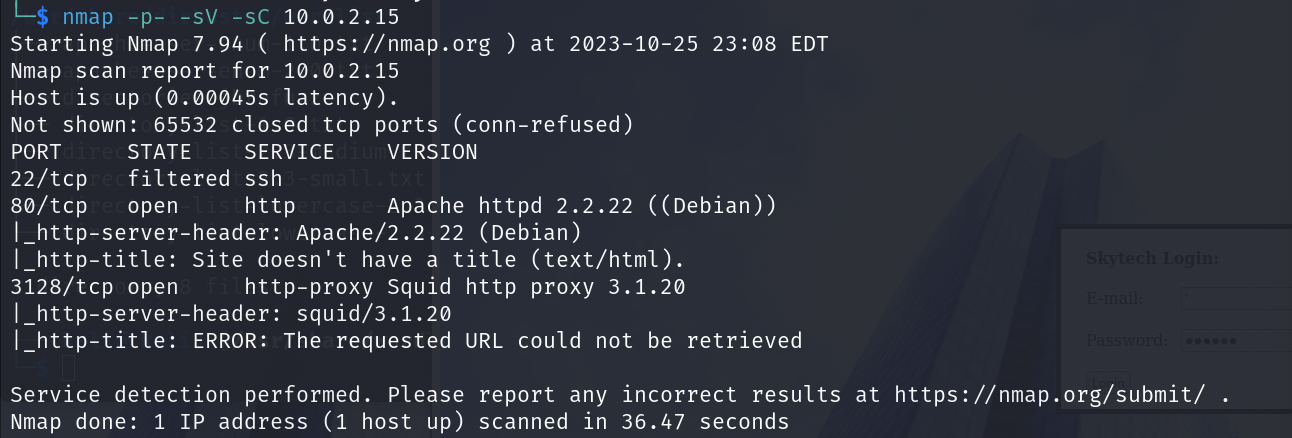 └─$ nmap -p- -sV -sC 10.0.2.15
Starting Nmap 7.94 ( https://nmap.org ) at 2023-10-25 23:08 EDT
Nmap scan report for 10.0.2.15
Host is up (0.00045s latency).
Not shown: 65532 closed tcp ports (conn-refused)
PORT     STATE    SERVICE    VERSION
22/tcp   filtered ssh
80/tcp   open     http       Apache httpd 2.2.22 ((Debian))
|_http-server-header: Apache/2.2.22 (Debian)
|_http-title: Site doesn't have a title (text/html).
3128/tcp open     http-proxy Squid http proxy 3.1.20
|_http-server-header: squid/3.1.20
|_http-title: ERROR: The requested URL could not be retrieved
Service detection performed. Please report any incorrect results at https://nmap.org/submit/ .
Nmap done: 1 IP address (1 host up) scanned in 36.47 seconds
Skytech Login:
E-mail:
Password: ••••••